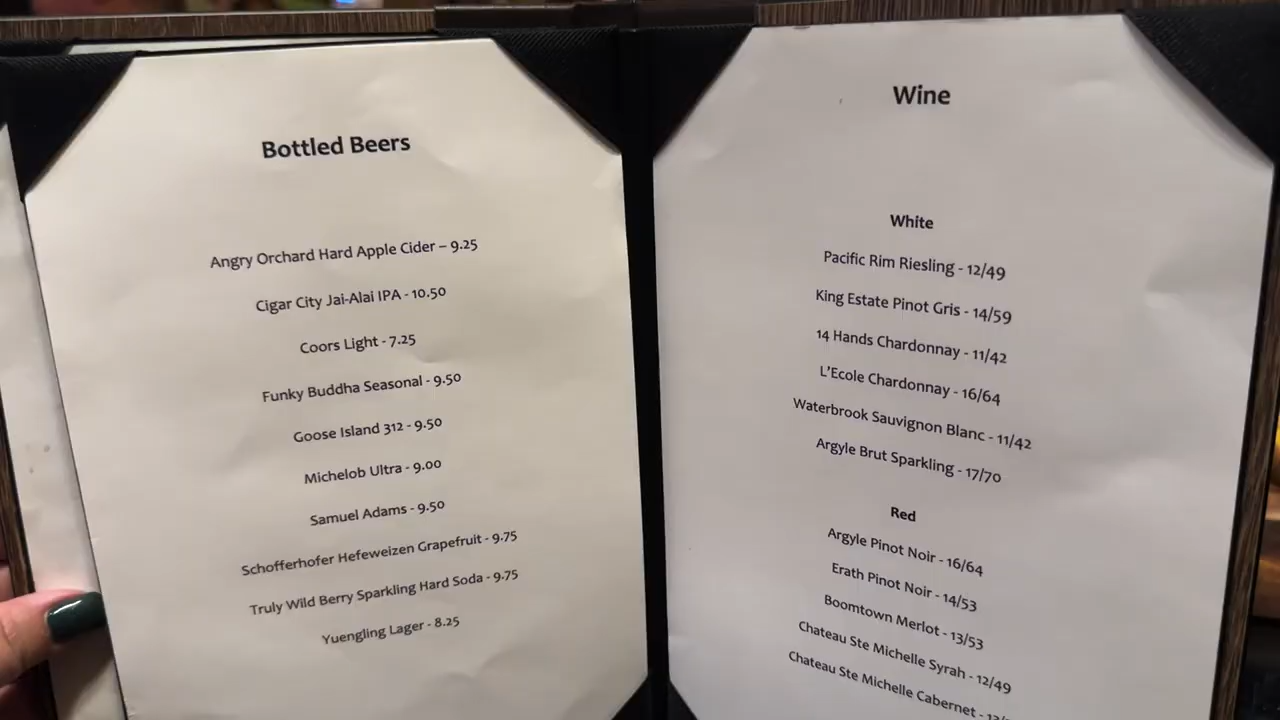 Bottled Beers
Angry Orchard Hard Apple Cider – 9.25
Cigar City Jai-Alai IPA - 10.50
Coors Light - 7.25
Funky Buddha Seasonal - 9.50
Goose Island 312 - 9.50
Michelob Ultra - 9.00
Samuel Adams - 9.50
Schofferhofer Hefeweizen Grapefruit - 9.75
Truly Wild Berry Sparkling Hard Soda - 9.75
Yuengling Lager - 8.25
Wine
White
Pacific Rim Riesling - 12/49
King Estate Pinot Gris - 14/59
14 Hands Chardonnay - 11/42
L'Ecole Chardonnay - 16/64
Waterbrook Sauvignon Blanc - 11/42
Argyle Brut Sparkling - 17/70
Red
Argyle Pinot Noir - 16/64
Erath Pinot Noir - 14/53
Boomtown Merlot - 13/53
Chateau Ste Michelle Syrah - 12/49
Chateau Ste Michelle Cabernet -